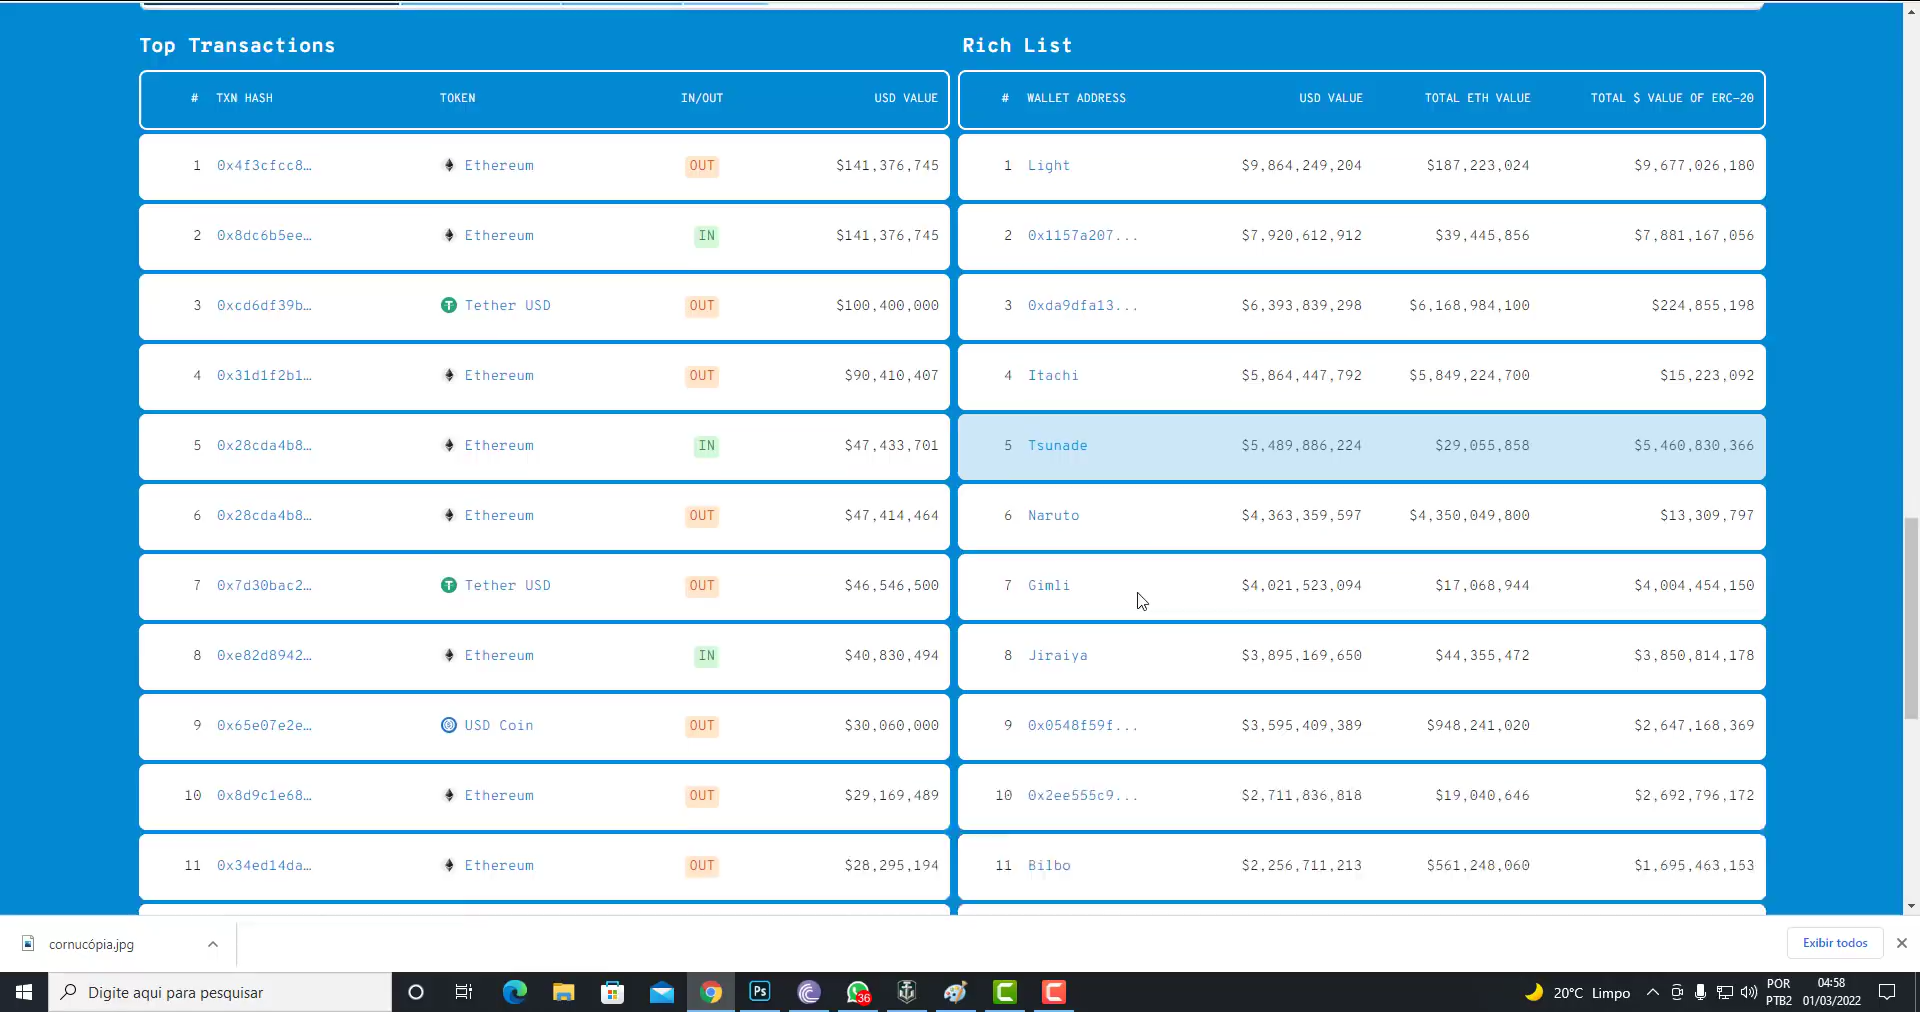 Top Transactions
# TXN HASH TOKEN IN/OUT USD VALUE
1 0x4f3cfcc8… Ethereum OUT $141,376,745
2 0x8dc6b5ee… Ethereum IN $141,376,745
3 0xcd6df39b… Tether USD OUT $100,400,000
4 0x31d1f2b1… Ethereum OUT $90,410,407
5 0x28cda4b8… Ethereum IN $47,433,701
6 0x28cda4b8… Ethereum OUT $47,414,464
7 0x7d30bac2… Tether USD OUT $46,546,500
8 0xe82d8942… Ethereum IN $40,830,494
9 0x65e07e2e… USD Coin OUT $30,060,000
10 0x8d9c1e68… Ethereum OUT $29,169,489
11 0x34ed14da… Ethereum OUT $28,295,194
Rich List
# WALLET ADDRESS USD VALUE TOTAL ETH VALUE TOTAL $ VALUE OF ERC-20
1 Light $9,864,249,204 $187,223,024 $9,677,026,180
2 0x1157a207... $7,920,612,912 $39,445,856 $7,881,167,056
3 0xda9dfa13... $6,393,839,298 $6,168,984,100 $224,855,198
4 Itachi $5,864,447,792 $5,849,224,700 $15,223,092
5 Tsunade $5,489,886,224 $29,055,858 $5,460,830,366
6 Naruto $4,363,359,597 $4,350,049,800 $13,309,797
7 Gimli $4,021,523,094 $17,068,944 $4,004,454,150
8 Jiraiya $3,895,169,650 $44,355,472 $3,850,814,178
9 0x0548f59f... $3,595,409,389 $948,241,020 $2,647,168,369
10 0x2ee555c9... $2,711,836,818 $19,040,646 $2,692,796,172
11 Bilbo $2,256,711,213 $561,248,060 $1,695,463,153
cornucópia.jpg
Exibir todos
Digite aqui para pesquisar
Ps
36
20°C Limpo
POR
PTB2
04:58
01/03/2022